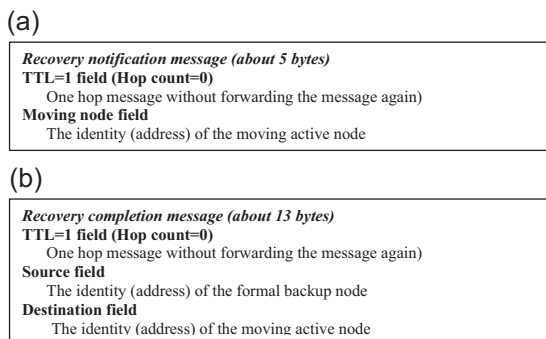 (a)
Recovery notification message (about 5 bytes)
TTL=1 field (Hop count=0)
One hop message without forwarding the message again)
Moving node field
The identity (address) of the moving active node
(b)
Recovery completion message (about 13 bytes)
TTL=1 field (Hop count=0)
One hop message without forwarding the message again)
Source field
The identity (address) of the formal backup node
Destination field
The identity (address) of the moving active node